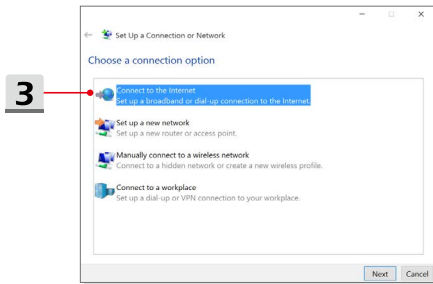 Set Up a Connection or Network
Choose a connection option
3
Connect to the Internet
Set up a broadband or dial-up connection to the Internet.
Set up a new network
Set up a new router or access point.
Manually connect to a wireless network
Connect to a hidden network or create a new wireless profile.
Connect to a workplace
Set up a dial-up or VPN connection to your workplace.
Next Cancel